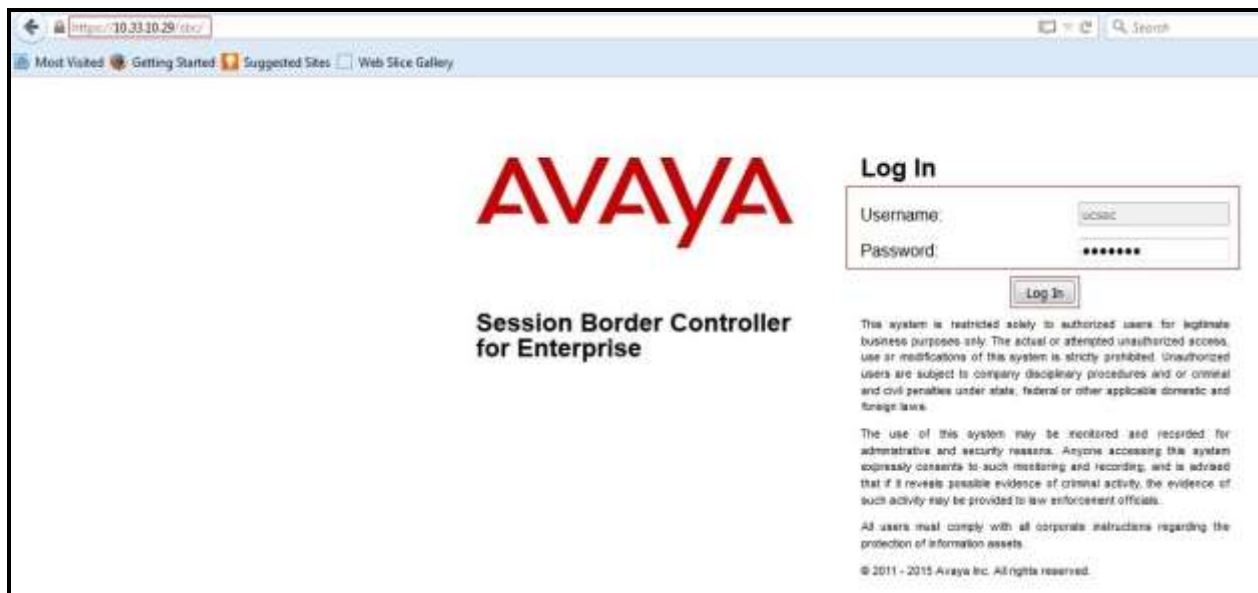 https://10.33.10.29/sbc/
Search
Most Visited Getting Started Suggested Sites Web Slice Gallery
AVAYA
Session Border Controller
for Enterprise
Log In
Username: ucsec
Password: •••••••
Log In
This system is restricted solely to authorized users for legitimate
business purposes only. The actual or attempted unauthorized access,
use or modifications of this system is strictly prohibited. Unauthorized
users are subject to company disciplinary procedures and or criminal
and civil penalties under state, federal or other applicable domestic and
foreign laws.
The use of this system may be monitored and recorded for
administrative and security reasons. Anyone accessing this system
expressly consents to such monitoring and recording, and is advised
that if it reveals possible evidence of criminal activity, the evidence of
such activity may be provided to law enforcement officials.
All users must comply with all corporate instructions regarding the
protection of information assets.
© 2011 - 2015 Avaya Inc. All rights reserved.